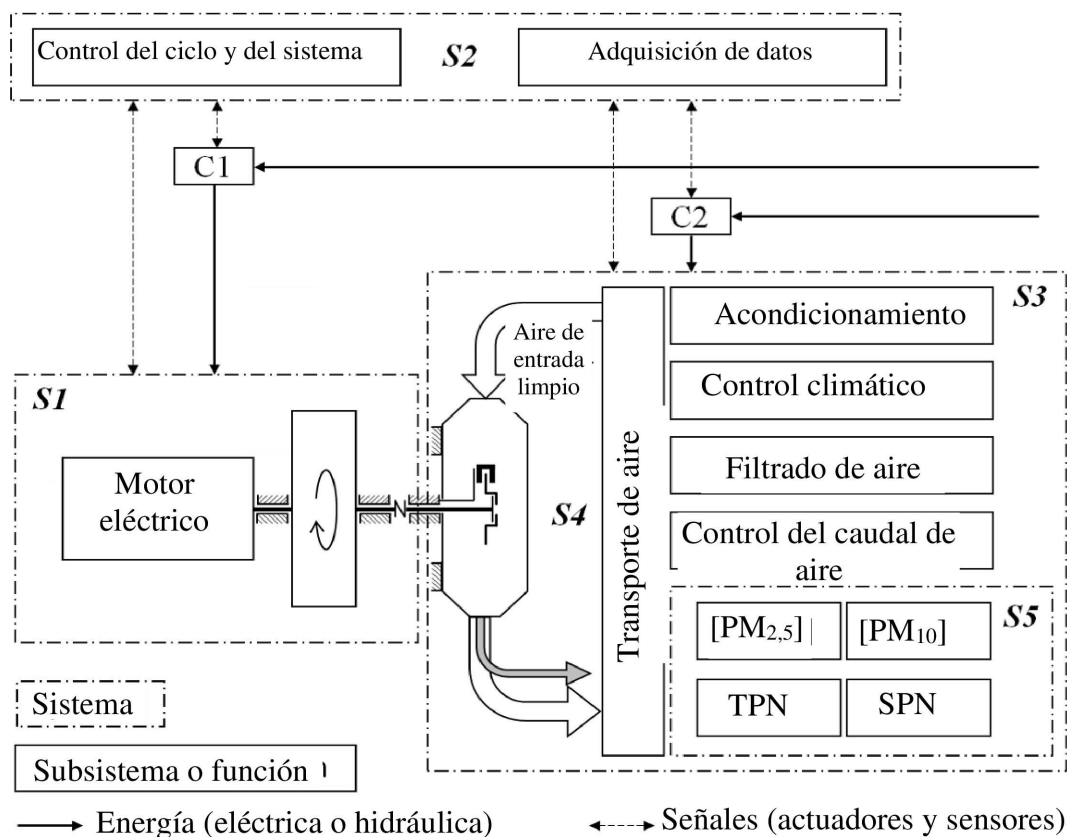 Control del ciclo y del sistema
S2
Adquisición de datos
C1
C2
S3
Acondicionamiento
Aire de
entrada
limpio
Control climático
S1
Filtrado de aire
Motor
eléctrico
S4
Transporte de aire
Control del caudal de
aire
S5
[PM2,5]
[PM10]
TPN
SPN
Sistema
Subsistema o función
Energía (eléctrica o hidráulica)
Señales (actuadores y sensores)